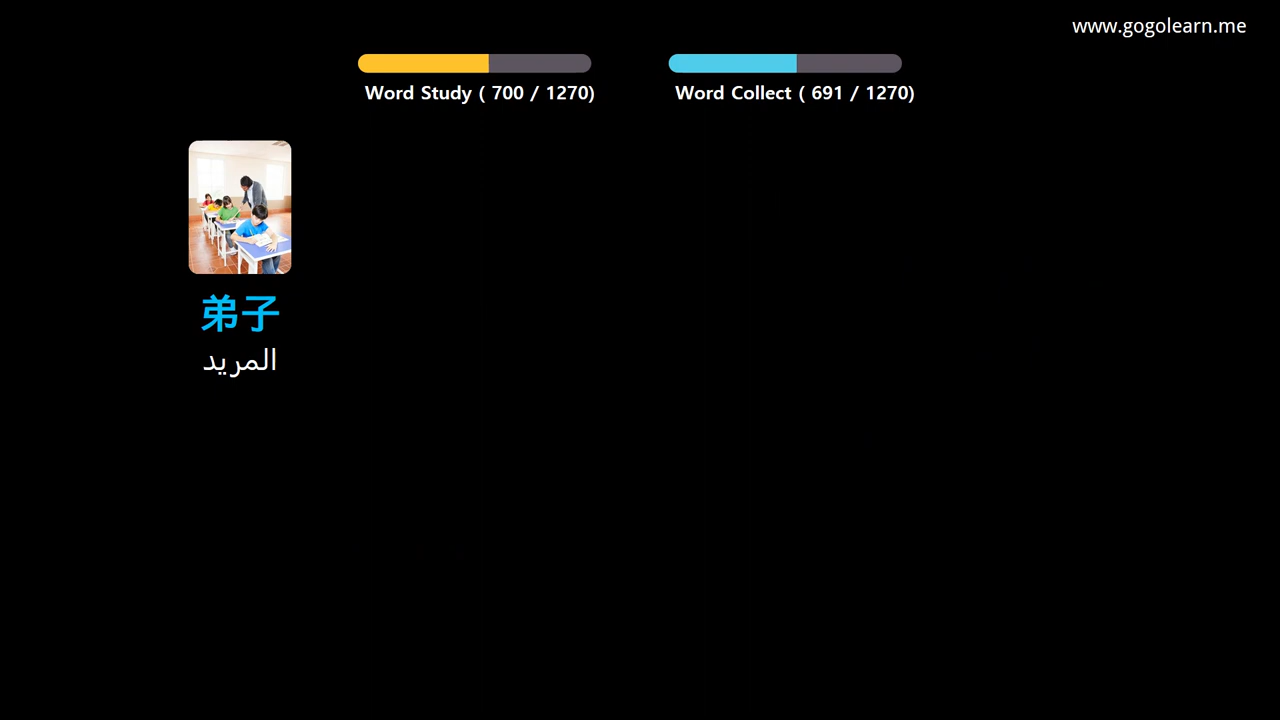 www.gogolearn.me
Word Study ( 700 / 1270)
Word Collect ( 691 / 1270)
弟子
المريد